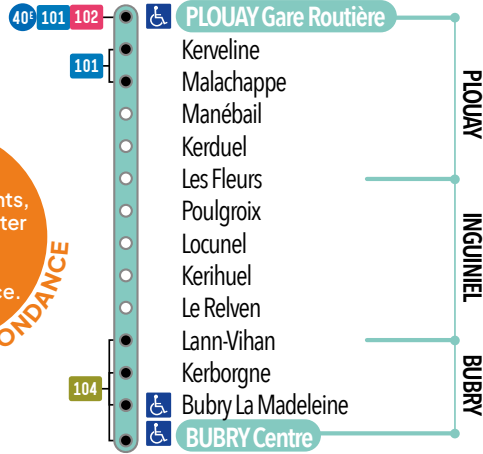 40E 101 102 PLOUAY Gare Routière
Kerveline
101
Malachappe
Manébail
Kerduel
Les Fleurs
Poulgroix
Locunel
Kerihuel
Le Relven
Lann-Vihan
Kerborgne
104
Bubry La Madeleine
BUBRY Centre
PLOUAY
INGUINIEL
BUBRY
nts,
ter
ce.
ONDANCE